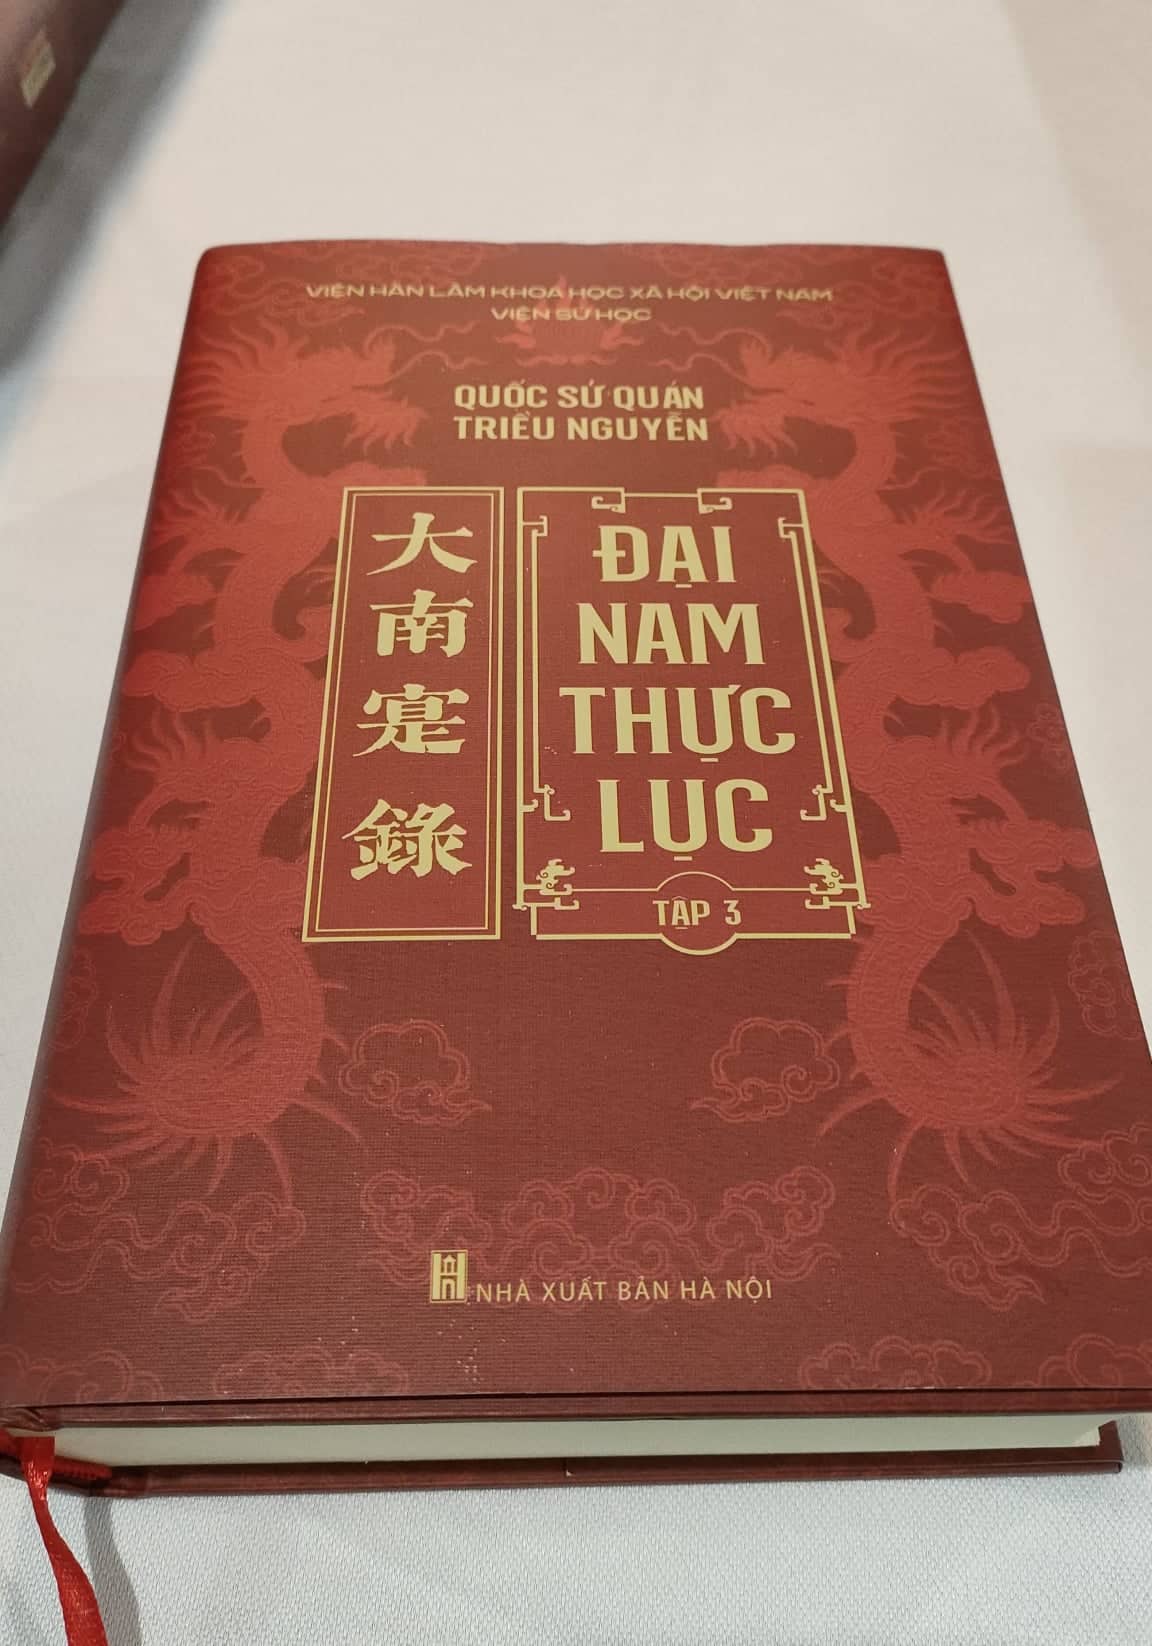 VIỆN HÀN LÂM KHOA HỌC XÃ HỘI VIỆT NAM
VIỆN SỬ HỌC
QUỐC SỬ QUÁN
TRIỀU NGUYỄN
大南寔錄
ĐẠI
NAM
THỰC
LỤC
TẬP 3
NHÀ XUẤT BẢN HÀ NỘI